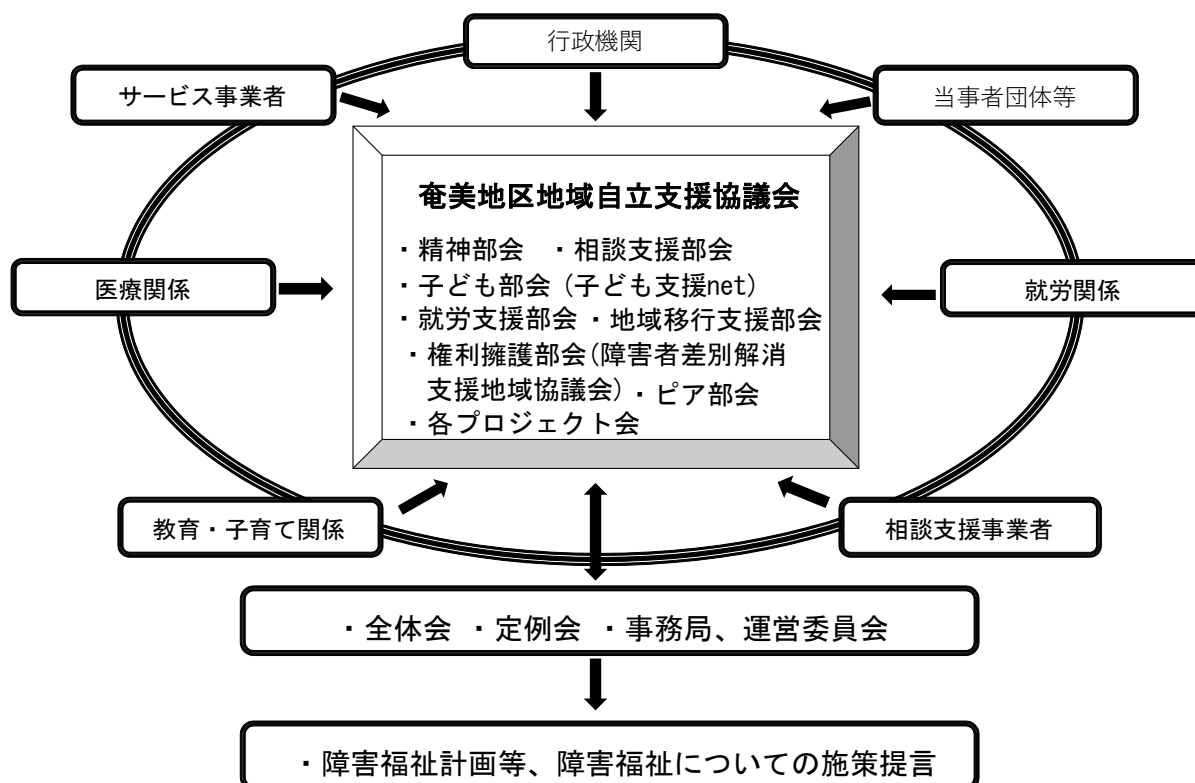 行政機関
サービス事業者
当事者団体等
奄美地区地域自立支援協議会
・精神部会 ・相談支援部会
・子ども部会(子ども支援net)
・就労支援部会 ・地域移行支援部会
・権利擁護部会(障害者差別解消
支援地域協議会)・ピア部会
・各プロジェクト会
医療関係
就労関係
教育・子育て関係
相談支援事業者
・全体会 ・定例会 ・事務局、運営委員会
・障害福祉計画等、障害福祉についての施策提言